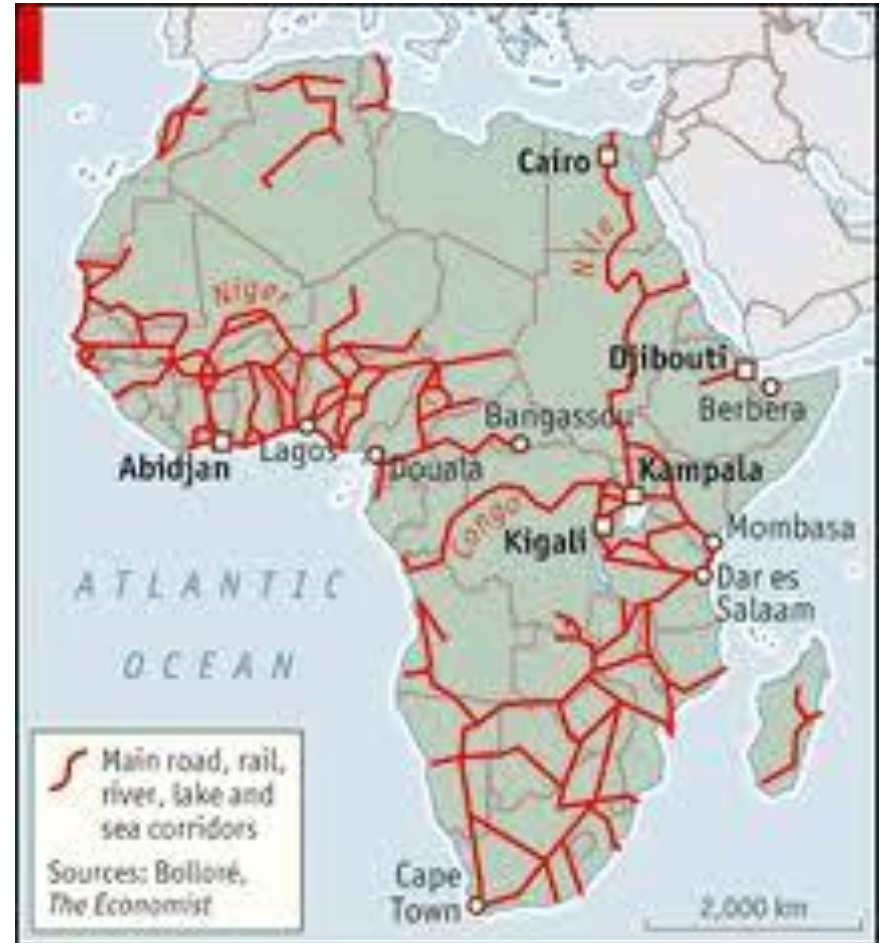 Cairo
Nile
Niger
Djibouti
Berbera
Bangassou
Abidjan
Lagos
Douala
Kampala
Congo
Kigali
Mombasa
Dar es
Salaam
ATLANTIC
OCEAN
Main road, rail,
river, lake and
sea corridors
Sources: Bolloré,
The Economist
Cape
Town
2,000 km